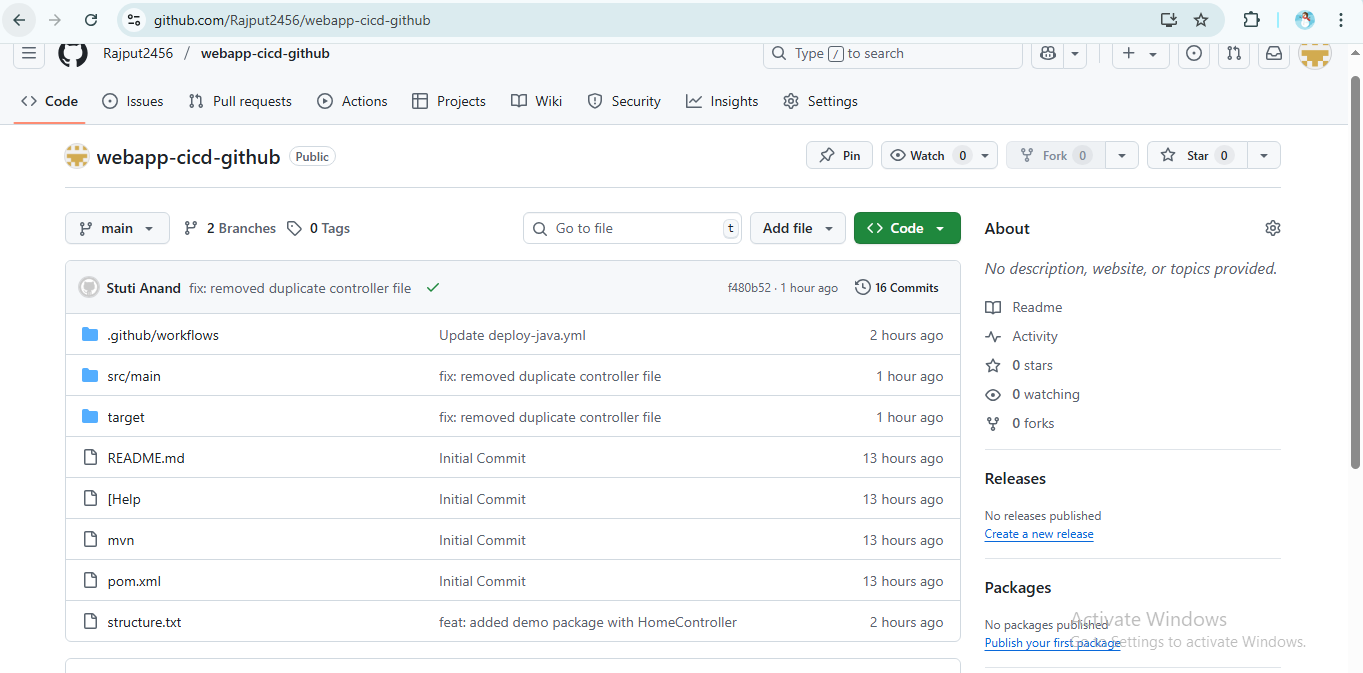 github.com/Rajput2456/webapp-cicd-github
Rajput2456 / webapp-cicd-github
Type / to search
Code Issues Pull requests Actions Projects Wiki Security Insights Settings
webapp-cicd-github Public
Pin Watch 0 Fork 0 Star 0
main 2 Branches 0 Tags
Go to file t
Add file
Code
Stuti Anand fix: removed duplicate controller file f480b52 · 1 hour ago 16 Commits
.github/workflows Update deploy-java.yml 2 hours ago
src/main fix: removed duplicate controller file 1 hour ago
target fix: removed duplicate controller file 1 hour ago
README.md Initial Commit 13 hours ago
[Help Initial Commit 13 hours ago
mvn Initial Commit 13 hours ago
pom.xml Initial Commit 13 hours ago
structure.txt feat: added demo package with HomeController 2 hours ago
About
No description, website, or topics provided.
Readme
Activity
0 stars
0 watching
0 forks
Releases
No releases published
Create a new release
Packages
No packages published
Publish your first package
Activate Windows
Go to Settings to activate Windows.